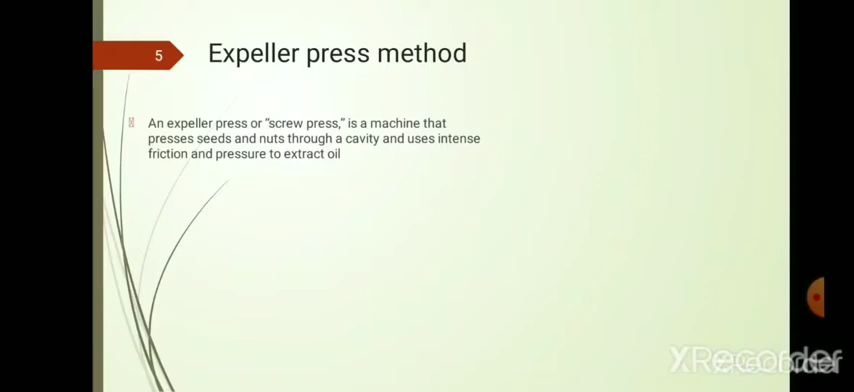 5
Expeller press method
An expeller press or “screw press,” is a machine that
presses seeds and nuts through a cavity and uses intense
friction and pressure to extract oil
XRecorder
XRecorder